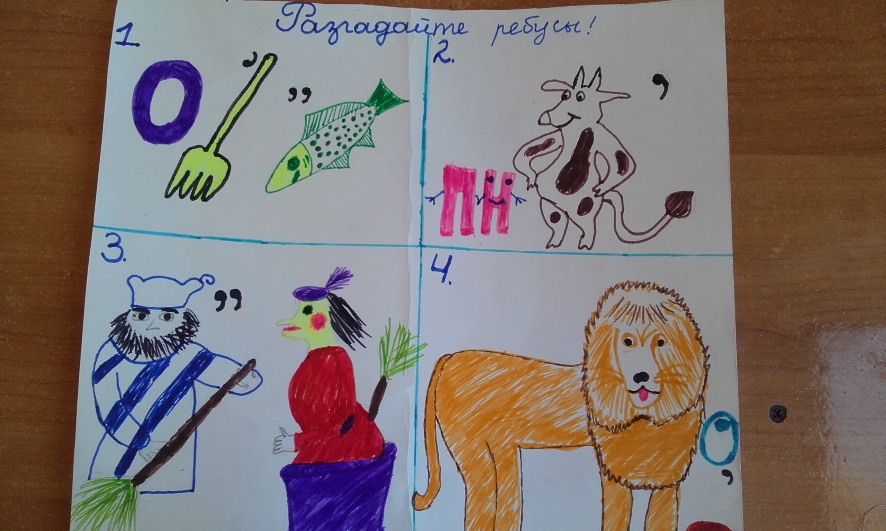 Разгадайте ребусы!
1
О , ,,
2.
пн ,
3.
,,
4.
О ,